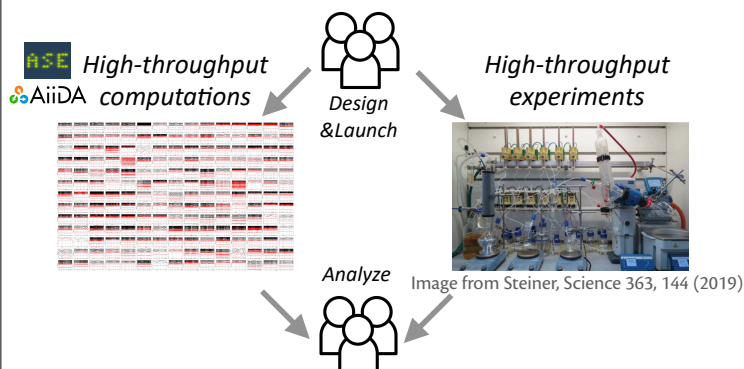 ASE
High-throughput
AiiDA computations
Design
&Launch
High-throughput
experiments
Analyze
Image from Steiner, Science 363, 144 (2019)